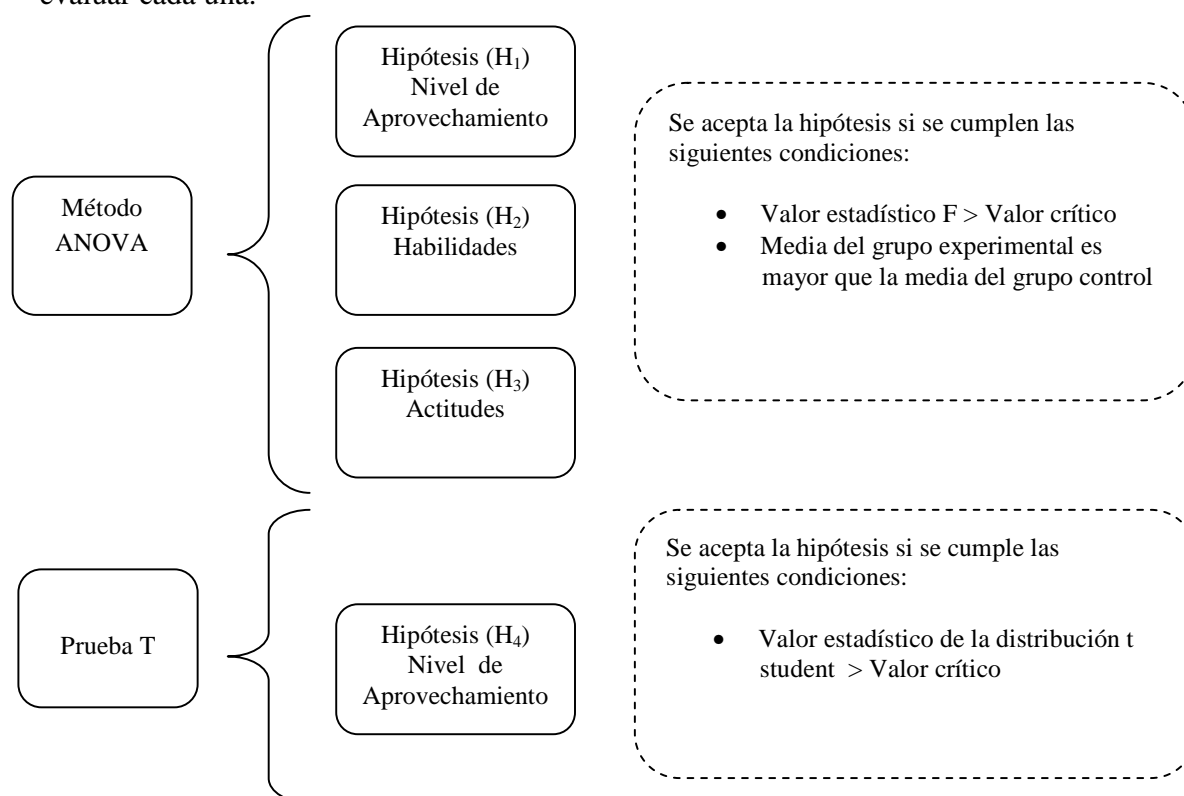 evaluar cada una.
Hipótesis (H₁)
Nivel de
Aprovechamiento
Se acepta la hipótesis si se cumplen las
siguientes condiciones:
Método
ANOVA
Hipótesis (H₂)
Habilidades
• Valor estadístico F > Valor crítico
• Media del grupo experimental es
mayor que la media del grupo control
Hipótesis (H₃)
Actitudes
Se acepta la hipótesis si se cumple las
siguientes condiciones:
Prueba T
Hipótesis (H₄)
Nivel de
Aprovechamiento
• Valor estadístico de la distribución t
student > Valor crítico